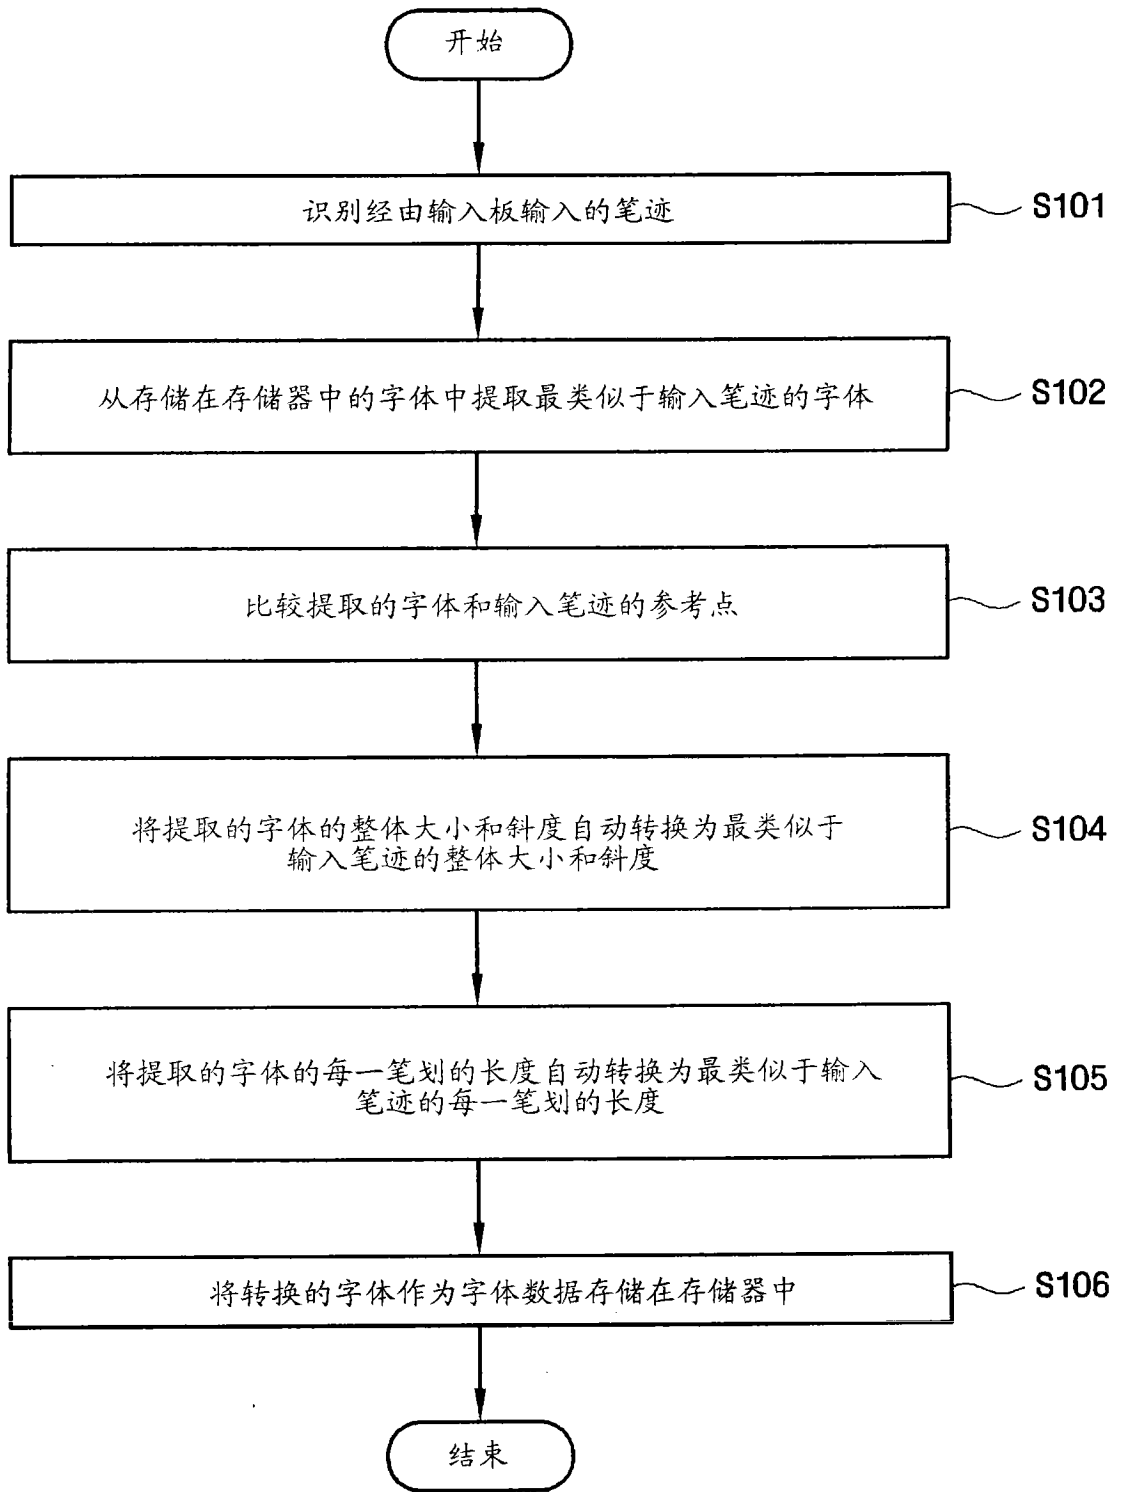 开始
识别经由输入板输入的笔迹
S101
从存储在存储器中的字体中提取最类似于输入笔迹的字体
S102
比较提取的字体和输入笔迹的参考点
S103
将提取的字体的整体大小和斜度自动转换为最类似于
输入笔迹的整体大小和斜度
S104
将提取的字体的每一笔划的长度自动转换为最类似于输入
笔迹的每一笔划的长度
S105
将转换的字体作为字体数据存储在存储器中
S106
结束